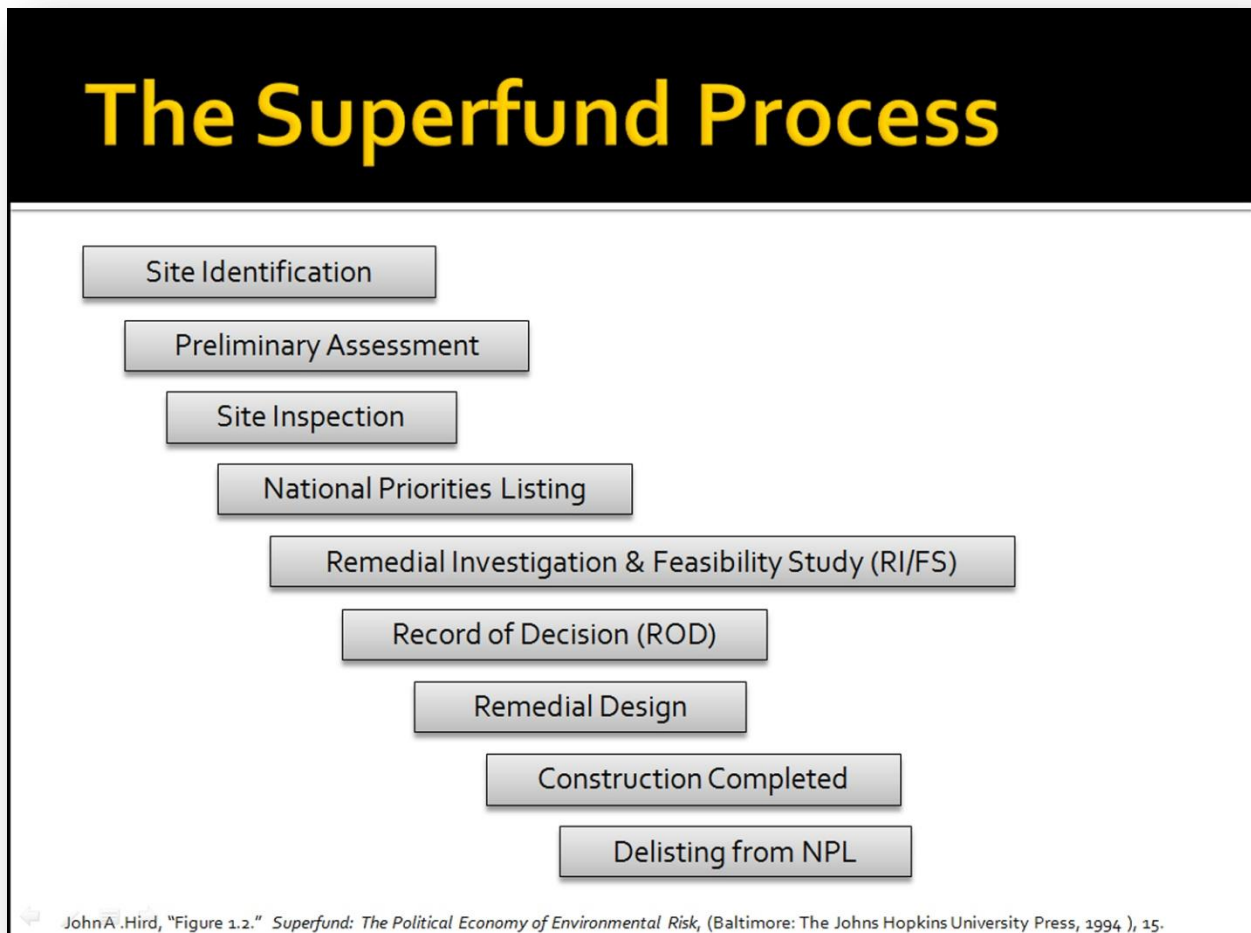 The Superfund Process
Site Identification
Preliminary Assessment
Site Inspection
National Priorities Listing
Remedial Investigation & Feasibility Study (RI/FS)
Record of Decision (ROD)
Remedial Design
Construction Completed
Delisting from NPL
John A .Hird, "Figure 1.2." Superfund: The Political Economy of Environmental Risk, (Baltimore: The Johns Hopkins University Press, 1994 ), 15.